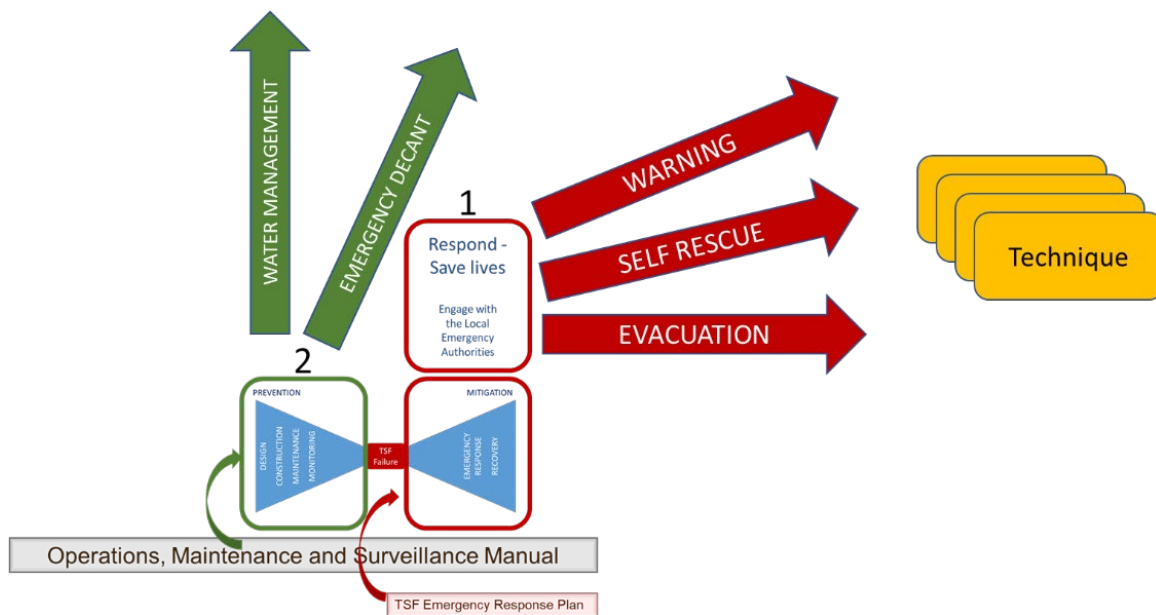 WATER MANAGEMENT
EMERGENCY DECANT
1
Respond -
Save lives
Engage with
the Local
Emergency
Authorities
WARNING
SELF RESCUE
EVACUATION
Technique
2
PREVENTION
DESIGN
CONSTRUCTION
MAINTENANCE
MONITORING
TSF
Failure
MITIGATION
EMERGENCY
RESPONSE
RECOVERY
Operations, Maintenance and Surveillance Manual
TSF Emergency Response Plan